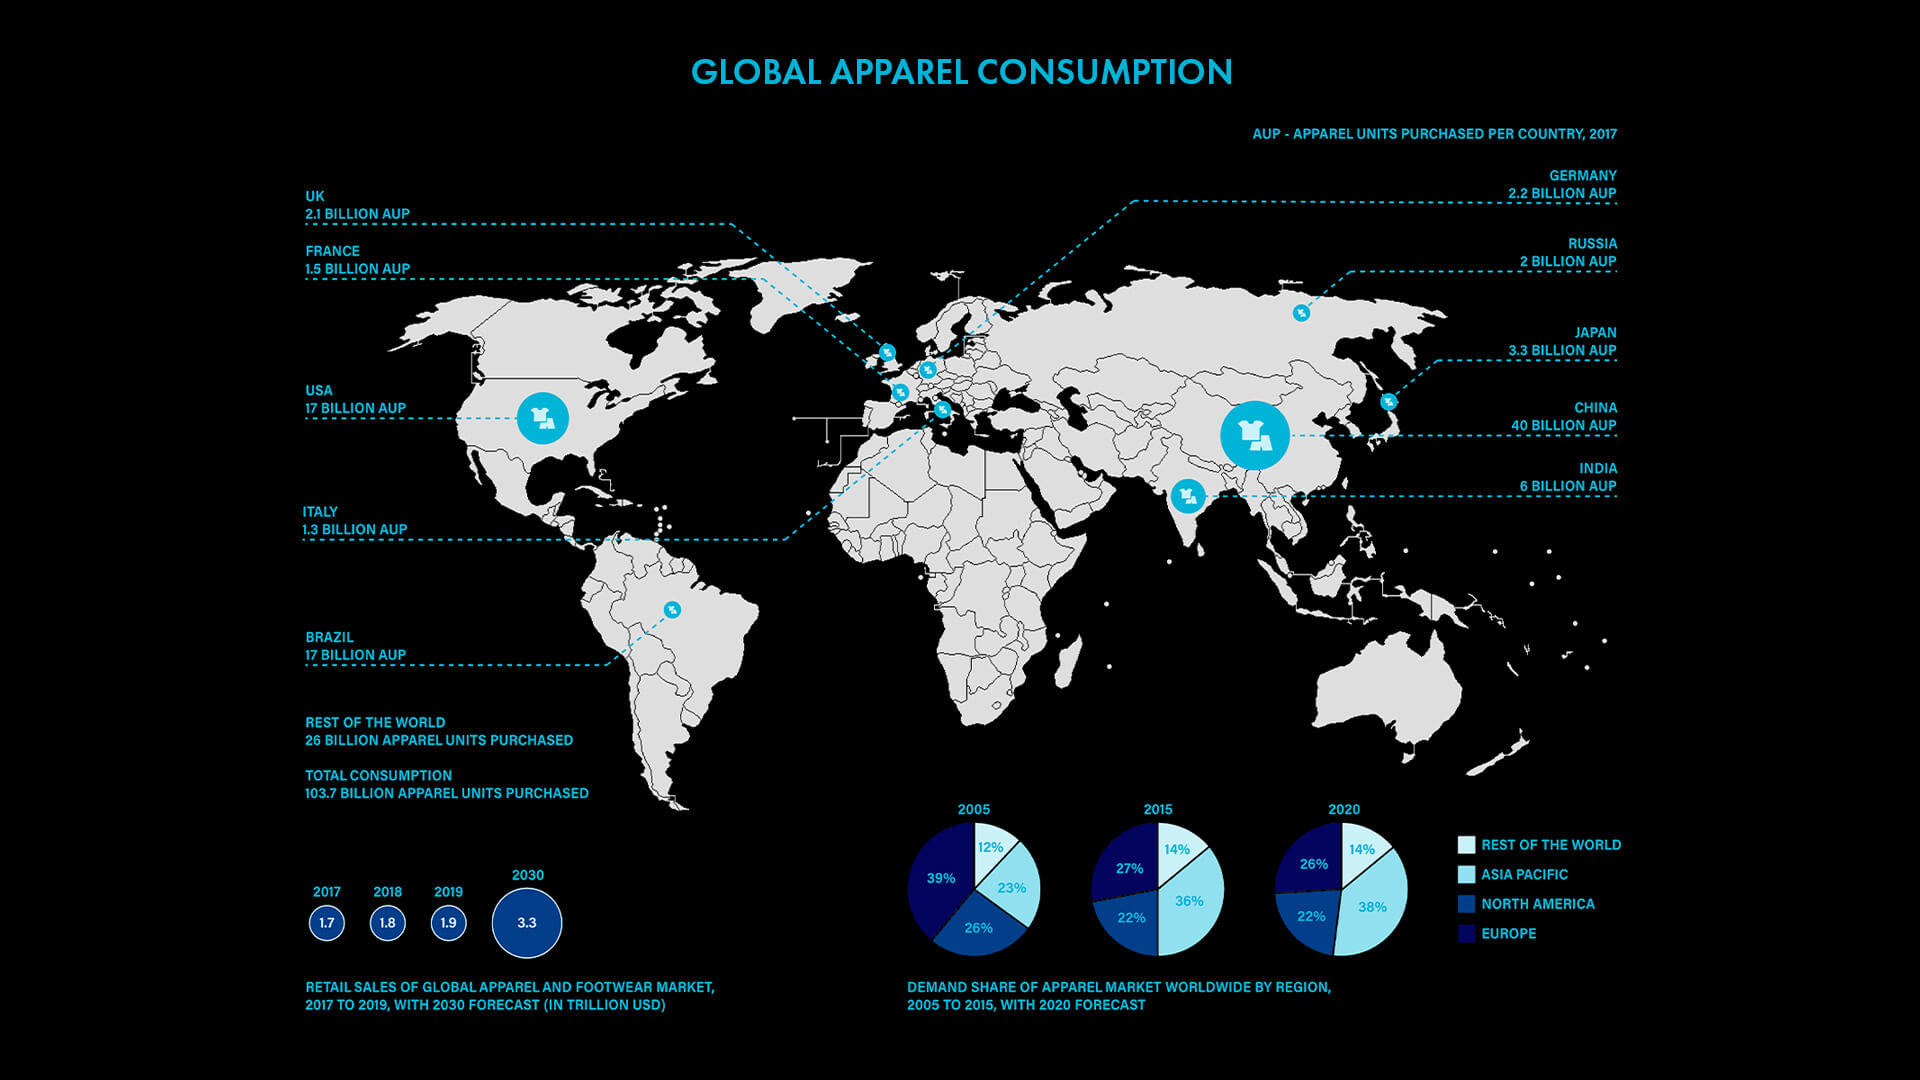 GLOBAL APPAREL CONSUMPTION
AUP - APPAREL UNITS PURCHASED PER COUNTRY, 2017
UK
2.1 BILLION AUP
FRANCE
1.5 BILLION AUP
USA
17 BILLION AUP
ITALY
1.3 BILLION AUP
BRAZIL
17 BILLION AUP
GERMANY
2.2 BILLION AUP
RUSSIA
2 BILLION AUP
JAPAN
3.3 BILLION AUP
CHINA
40 BILLION AUP
INDIA
6 BILLION AUP
REST OF THE WORLD
26 BILLION APPAREL UNITS PURCHASED
TOTAL CONSUMPTION
103.7 BILLION APPAREL UNITS PURCHASED
2017 2018 2019 2030
1.7 1.8 1.9 3.3
RETAIL SALES OF GLOBAL APPAREL AND FOOTWEAR MARKET,
2017 TO 2019, WITH 2030 FORECAST (IN TRILLION USD)
2005
12%
23%
26%
39%
2015
14%
36%
22%
27%
2020
14%
38%
22%
26%
REST OF THE WORLD
ASIA PACIFIC
NORTH AMERICA
EUROPE
DEMAND SHARE OF APPAREL MARKET WORLDWIDE BY REGION,
2005 TO 2015, WITH 2020 FORECAST